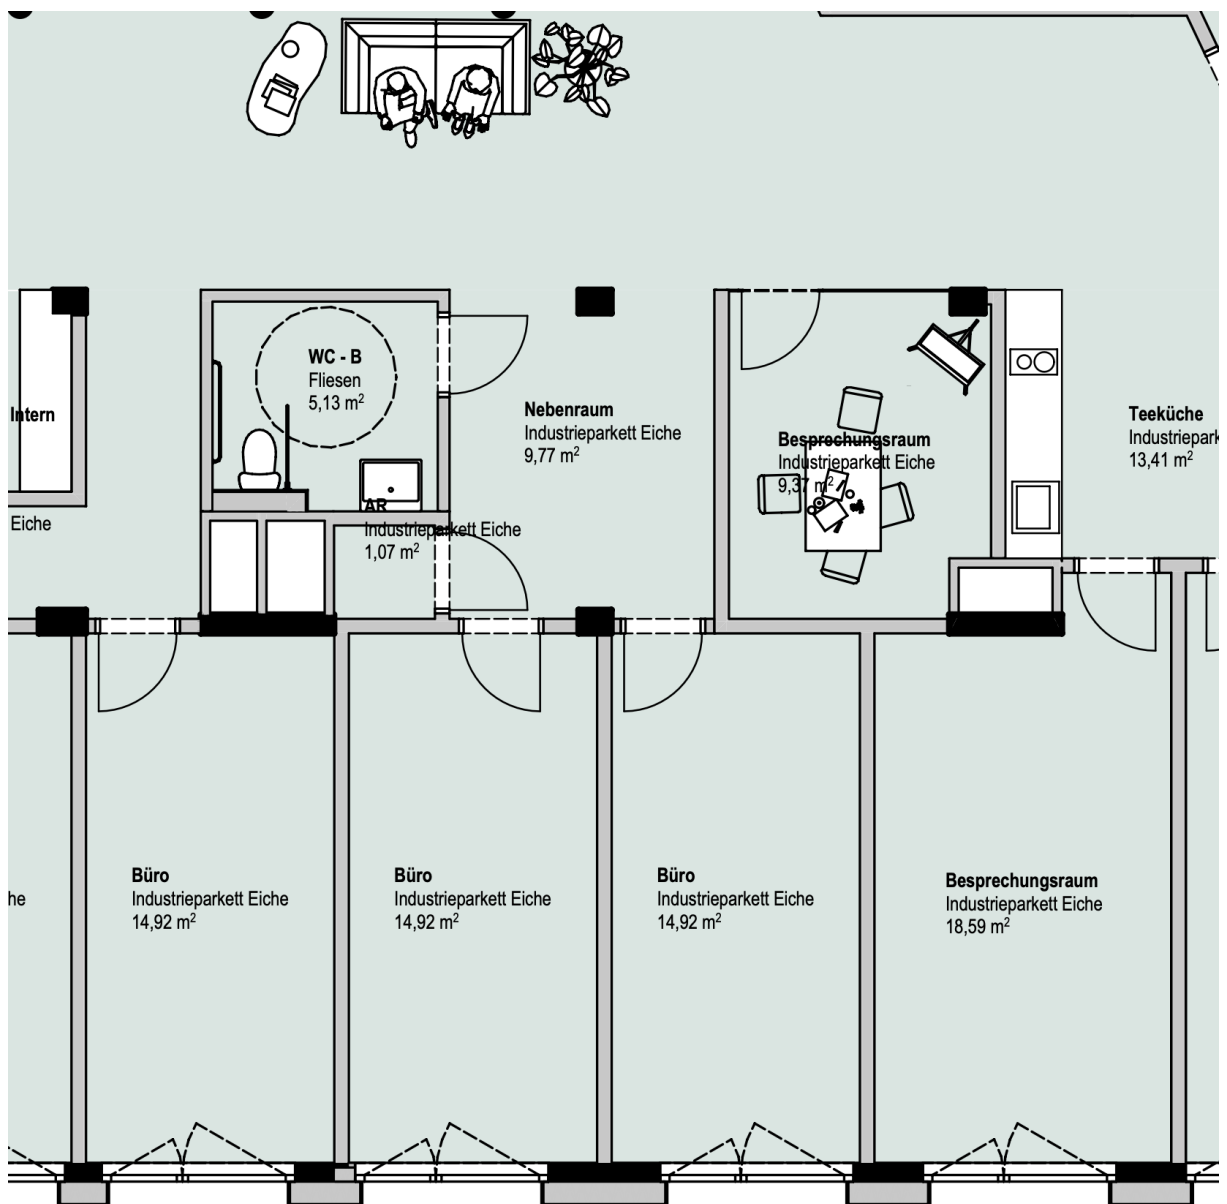 WC - B
Fliesen
5,13 m²
Intern
Eiche
Nebenraum
Industrieparkett Eiche
9,77 m²
Besprechungsraum
Industrieparkett Eiche
9,37 m²
Teeküche
Industriepark
13,41 m²
AR
Industrieparkett Eiche
1,07 m²
he
Büro
Industrieparkett Eiche
14,92 m²
Büro
Industrieparkett Eiche
14,92 m²
Büro
Industrieparkett Eiche
14,92 m²
Besprechungsraum
Industrieparkett Eiche
18,59 m²